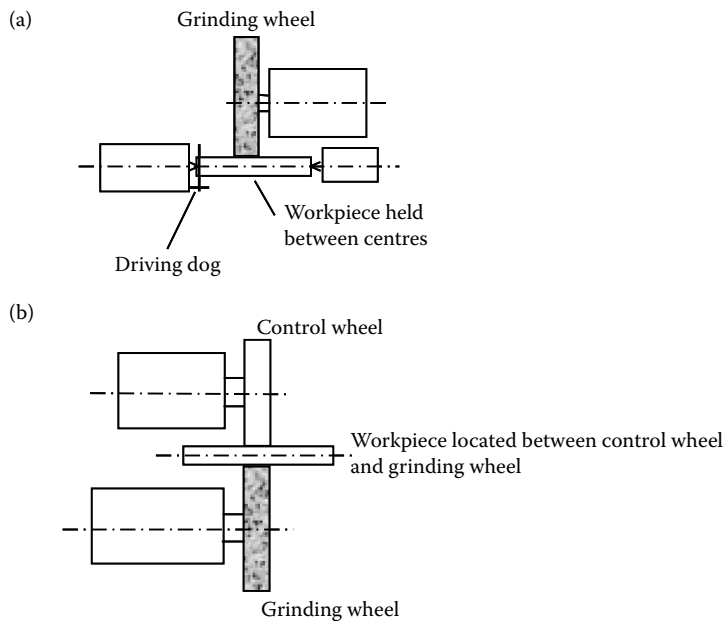 (a)
Grinding wheel
Workpiece held
between centres
Driving dog
(b)
Control wheel
Workpiece located between control wheel
and grinding wheel
Grinding wheel